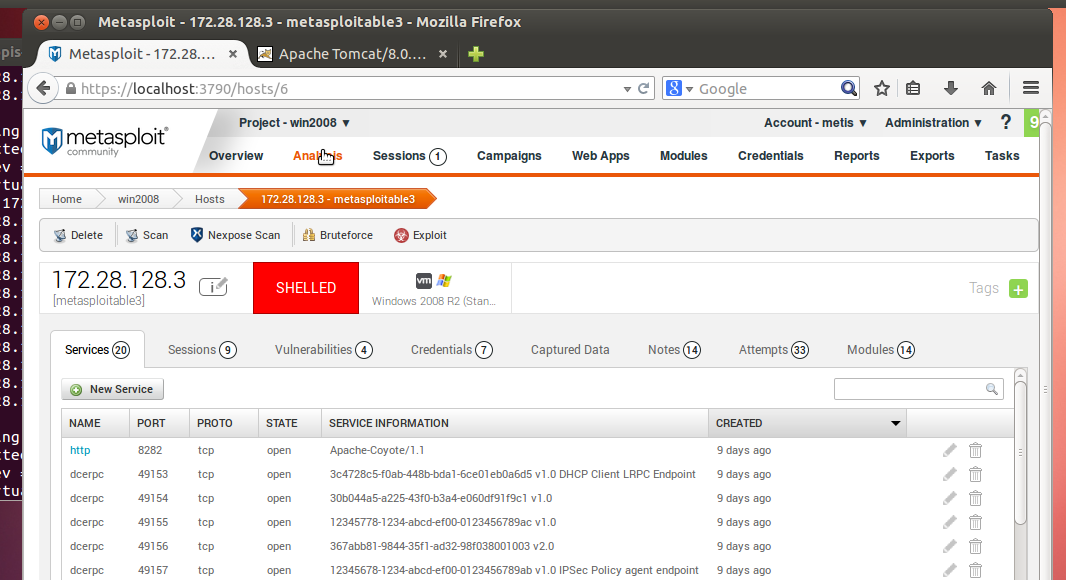 Metasploit - 172.28.128.3 - metasploitable3 - Mozilla Firefox
Metasploit - 172.28.... × Apache Tomcat/8.0.... ×
https://localhost:3790/hosts/6 Google
metasploit community
Project - win2008 ▼ Account - metis ▼ Administration ▼ ? 9
Overview Analysis Sessions 1 Campaigns Web Apps Modules Credentials Reports Exports Tasks
Home win2008 Hosts 172.28.128.3 - metasploitable3
Delete Scan Nexpose Scan Bruteforce Exploit
172.28.128.3
[metasploitable3]
SHELLED
vm
Windows 2008 R2 (Stan...
Tags
Services 20 Sessions 9 Vulnerabilities 4 Credentials 7 Captured Data Notes 14 Attempts 33 Modules 14
New Service
NAME PORT PROTO STATE SERVICE INFORMATION CREATED
http 8282 tcp open Apache-Coyote/1.1 9 days ago
dcerpc 49153 tcp open 3c4728c5-f0ab-448b-bda1-6ce01eb0a6d5 v1.0 DHCP Client LRPC Endpoint 9 days ago
dcerpc 49154 tcp open 30b044a5-a225-43f0-b3a4-e060df91f9c1 v1.0 9 days ago
dcerpc 49155 tcp open 12345778-1234-abcd-ef00-0123456789ac v1.0 9 days ago
dcerpc 49156 tcp open 367abb81-9844-35f1-ad32-98f038001003 v2.0 9 days ago
dcerpc 49157 tcp open 12345678-1234-abcd-ef00-0123456789ab v1.0 IPSec Policy agent endpoint 9 days ago